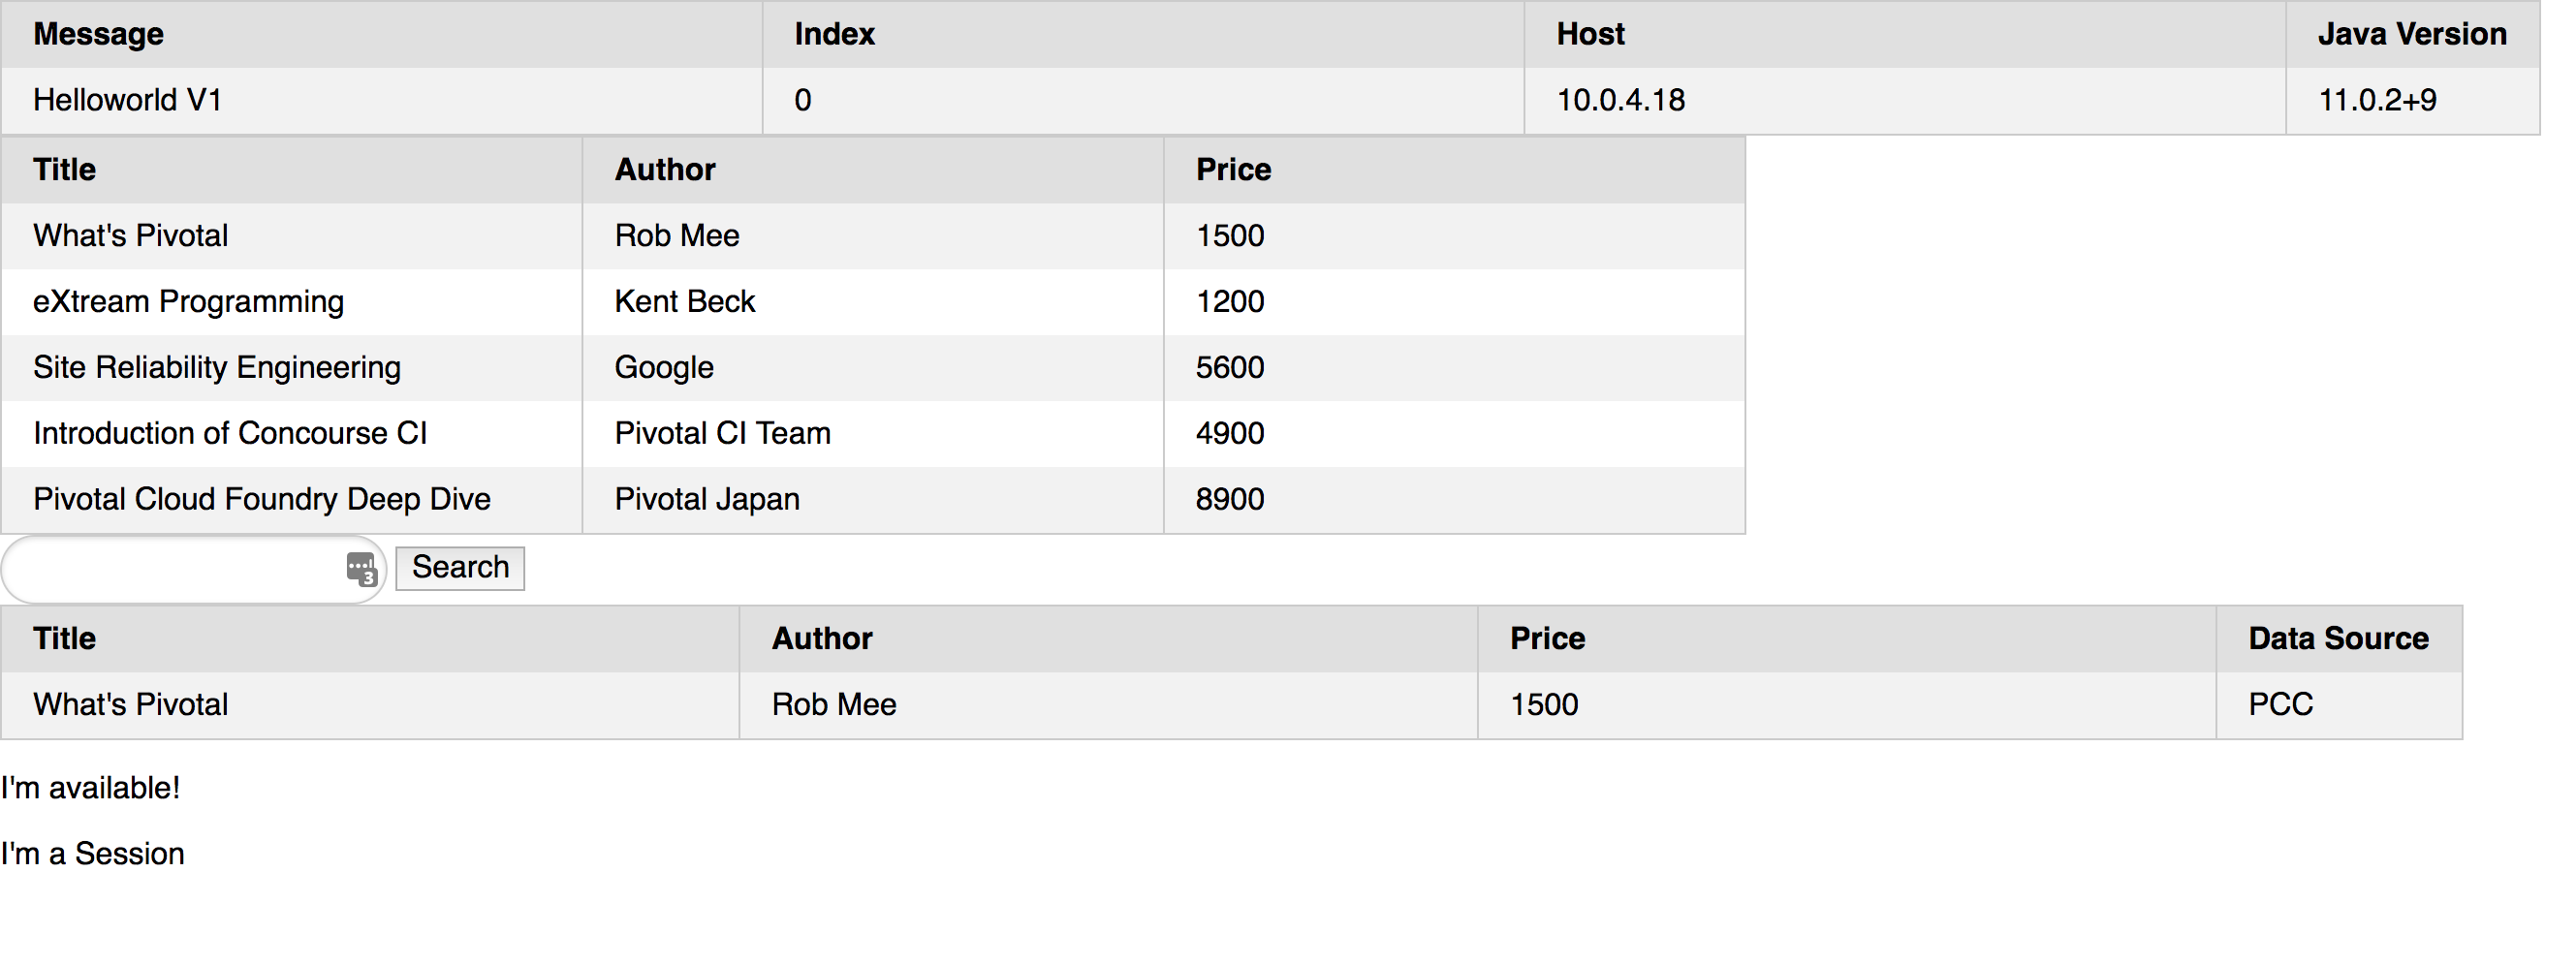 Message Index Host Java Version
Helloworld V1 0 10.0.4.18 11.0.2+9
Title Author Price
What's Pivotal Rob Mee 1500
eXtream Programming Kent Beck 1200
Site Reliability Engineering Google 5600
Introduction of Concourse CI Pivotal CI Team 4900
Pivotal Cloud Foundry Deep Dive Pivotal Japan 8900
3 Search
Title Author Price Data Source
What's Pivotal Rob Mee 1500 PCC
I'm available!
I'm a Session